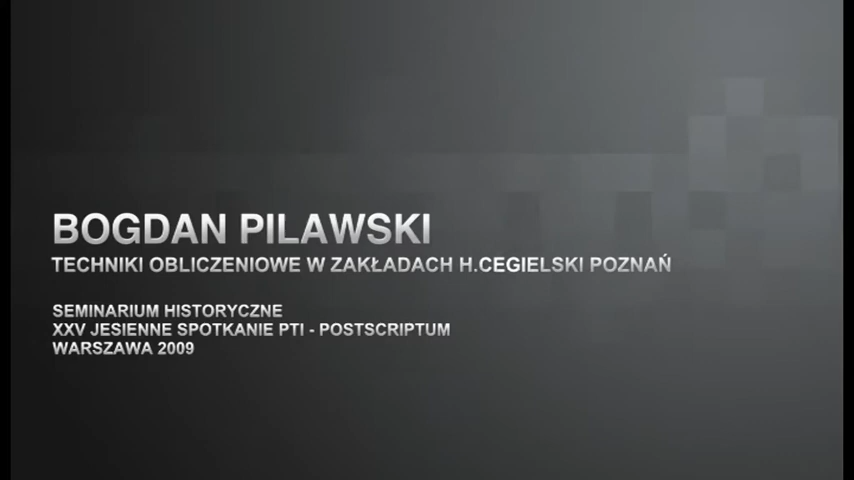 BOGDAN PILAWSKI
TECHNIKI OBLICZENIOWE W ZAKŁADACH H.CEGIELSKI POZNAŃ
SEMINARIUM HISTORYCZNE
XXV JESIENNE SPOTKANIE PTI - POSTSCRIPTUM
WARSZAWA 2009